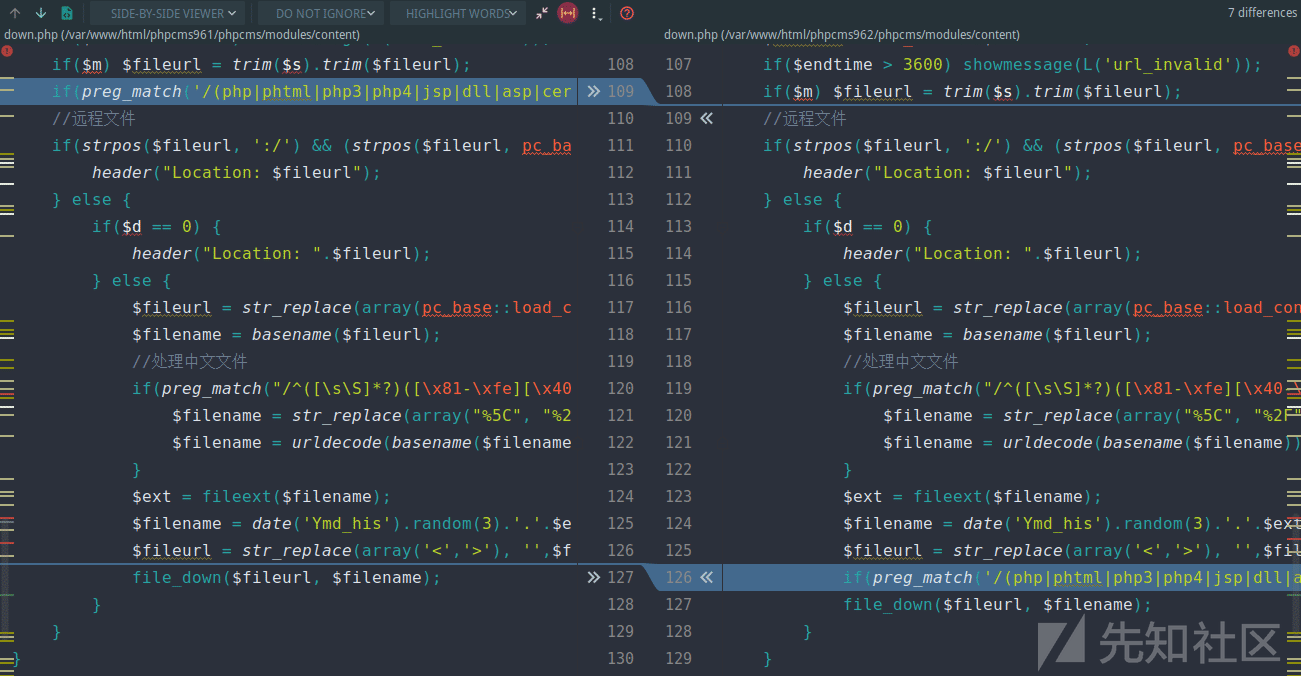 SIDE-BY-SIDE VIEWER DO NOT IGNORE HIGHLIGHT WORDS 7 differences
down.php (/var/www/html/phpcms961/phpcms/modules/content)
if($m) $fileurl = trim($s).trim($fileurl); 108
if(preg_match('/(php|phtml|php3|php4|jsp|dll|asp|cer 109
//远程文件 110
if(strpos($fileurl, ':/') && (strpos($fileurl, pc_ba 111
header("Location: $fileurl"); 112
} else { 113
if($d == 0) { 114
header("Location: ".$fileurl); 115
} else { 116
$fileurl = str_replace(array(pc_base::load_c 117
$filename = basename($fileurl); 118
//处理中文文件 119
if(preg_match("/^([\s\S]*?)([\x81-\xfe][\x40 120
$filename = str_replace(array("%5C", "%2 121
$filename = urldecode(basename($filename 122
} 123
$ext = fileext($filename); 124
$filename = date('Ymd_his').random(3).'.'.$e 125
$fileurl = str_replace(array('<','>'), '',$f 126
file_down($fileurl, $filename); 127
} 128
} 129
} 130
down.php (/var/www/html/phpcms962/phpcms/modules/content)
107 if($endtime > 3600) showmessage(L('url_invalid'));
108 if($m) $fileurl = trim($s).trim($fileurl);
109 //远程文件
110 if(strpos($fileurl, ':/') && (strpos($fileurl, pc_base
111 header("Location: $fileurl");
112 } else {
113 if($d == 0) {
114 header("Location: ".$fileurl);
115 } else {
116 $fileurl = str_replace(array(pc_base::load_con
117 $filename = basename($fileurl);
118 //处理中文文件
119 if(preg_match("/^([\s\S]*?)([\x81-\xfe][\x40-
120 $filename = str_replace(array("%5C", "%2F"
121 $filename = urldecode(basename($filename))
122 }
123 $ext = fileext($filename);
124 $filename = date('Ymd_his').random(3).'.'.$ext
125 $fileurl = str_replace(array('<','>'), '',$fil
126 if(preg_match('/(php|phtml|php3|php4|jsp|dll|a
127 file_down($fileurl, $filename);
128 }
129 }
先知社区